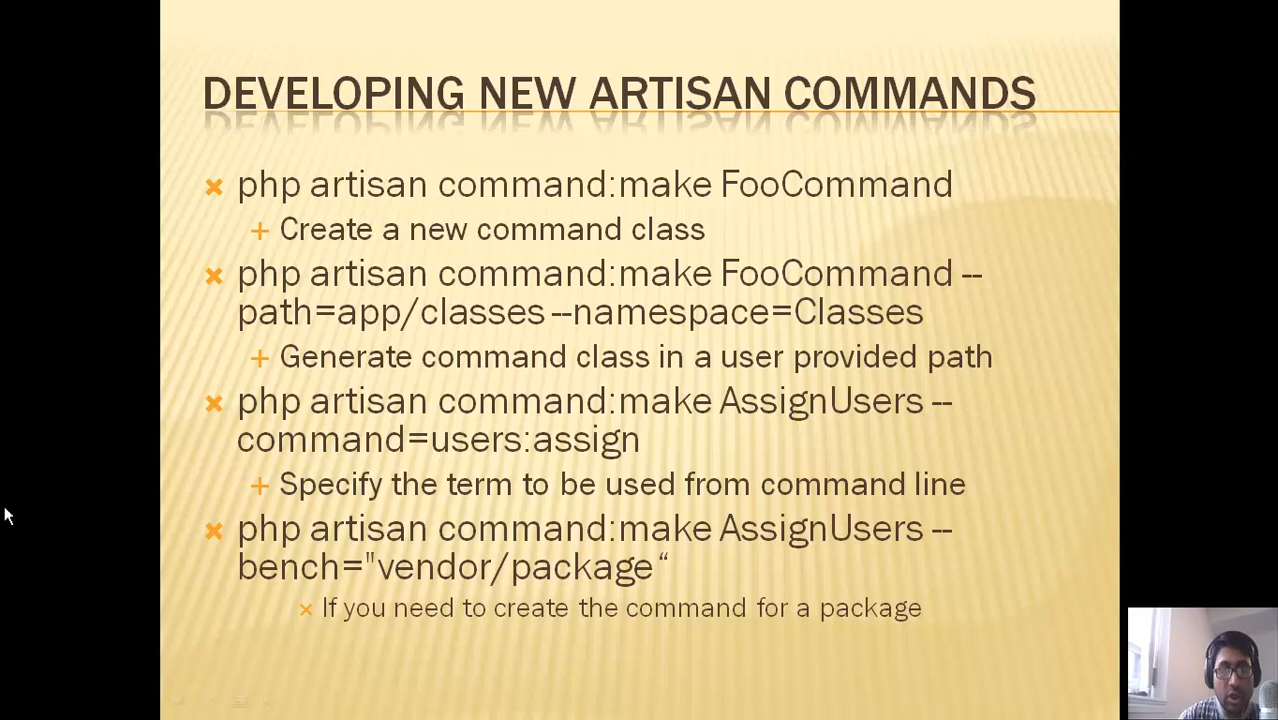 DEVELOPING NEW ARTISAN COMMANDS
php artisan command:make FooCommand
Create a new command class
php artisan command:make FooCommand --
path=app/classes --namespace=Classes
Generate command class in a user provided path
php artisan command:make AssignUsers --
command=users:assign
Specify the term to be used from command line
php artisan command:make AssignUsers --
bench="vendor/package“
If you need to create the command for a package